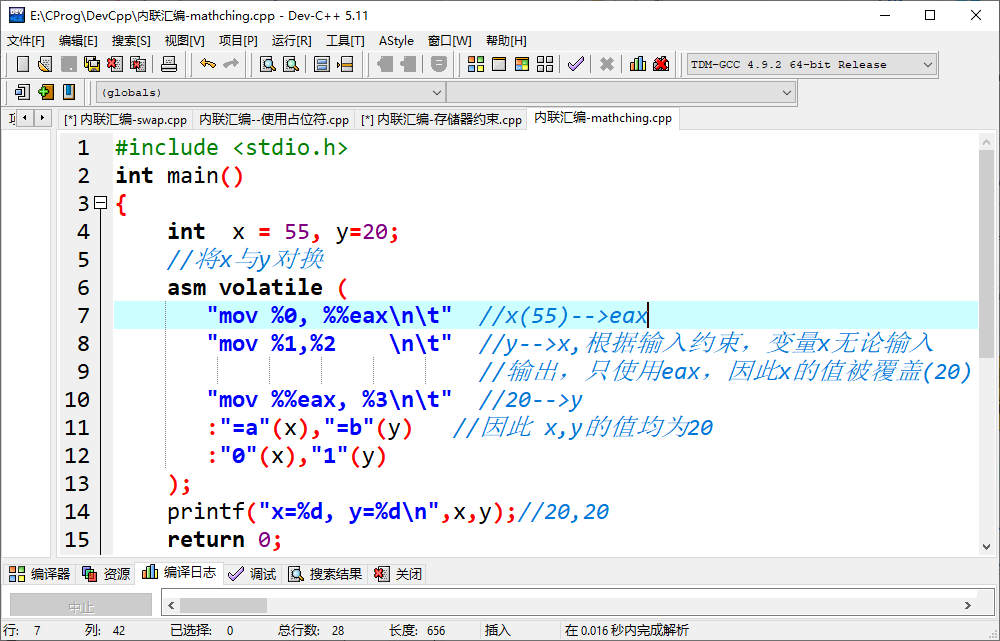 E:\CProg\DevCpp\内联汇编-mathching.cpp - Dev-C++ 5.11
文件[F] 编辑[E] 搜索[S] 视图[V] 项目[P] 运行[R] 工具[T] AStyle 窗口[W] 帮助[H]
TDM-GCC 4.9.2 64-bit Release
(globals)
[*] 内联汇编-swap.cpp 内联汇编--使用占位符.cpp [*] 内联汇编-存储器约束.cpp 内联汇编-mathching.cpp
1 #include <stdio.h>
2 int main()
3 {
4 int  x = 55, y=20;
5 //将x与y对换
6 asm volatile (
7 "mov %0, %%eax\n\t"  //x(55)-->eax
8 "mov %1,%2    \n\t"  //y-->x,根据输入约束，变量x无论输入
9 //输出，只使用eax，因此x的值被覆盖(20)
10 "mov %%eax, %3\n\t"  //20-->y
11 :"=a"(x),"=b"(y)   //因此 x,y的值均为20
12 :"0"(x),"1"(y)
13 );
14 printf("x=%d, y=%d\n",x,y);//20,20
15 return 0;
编译器 资源 编译日志 调试 搜索结果 关闭
中止
行: 7 列: 42 已选择: 0 总行数: 28 长度: 656 插入 在 0.016 秒内完成解析